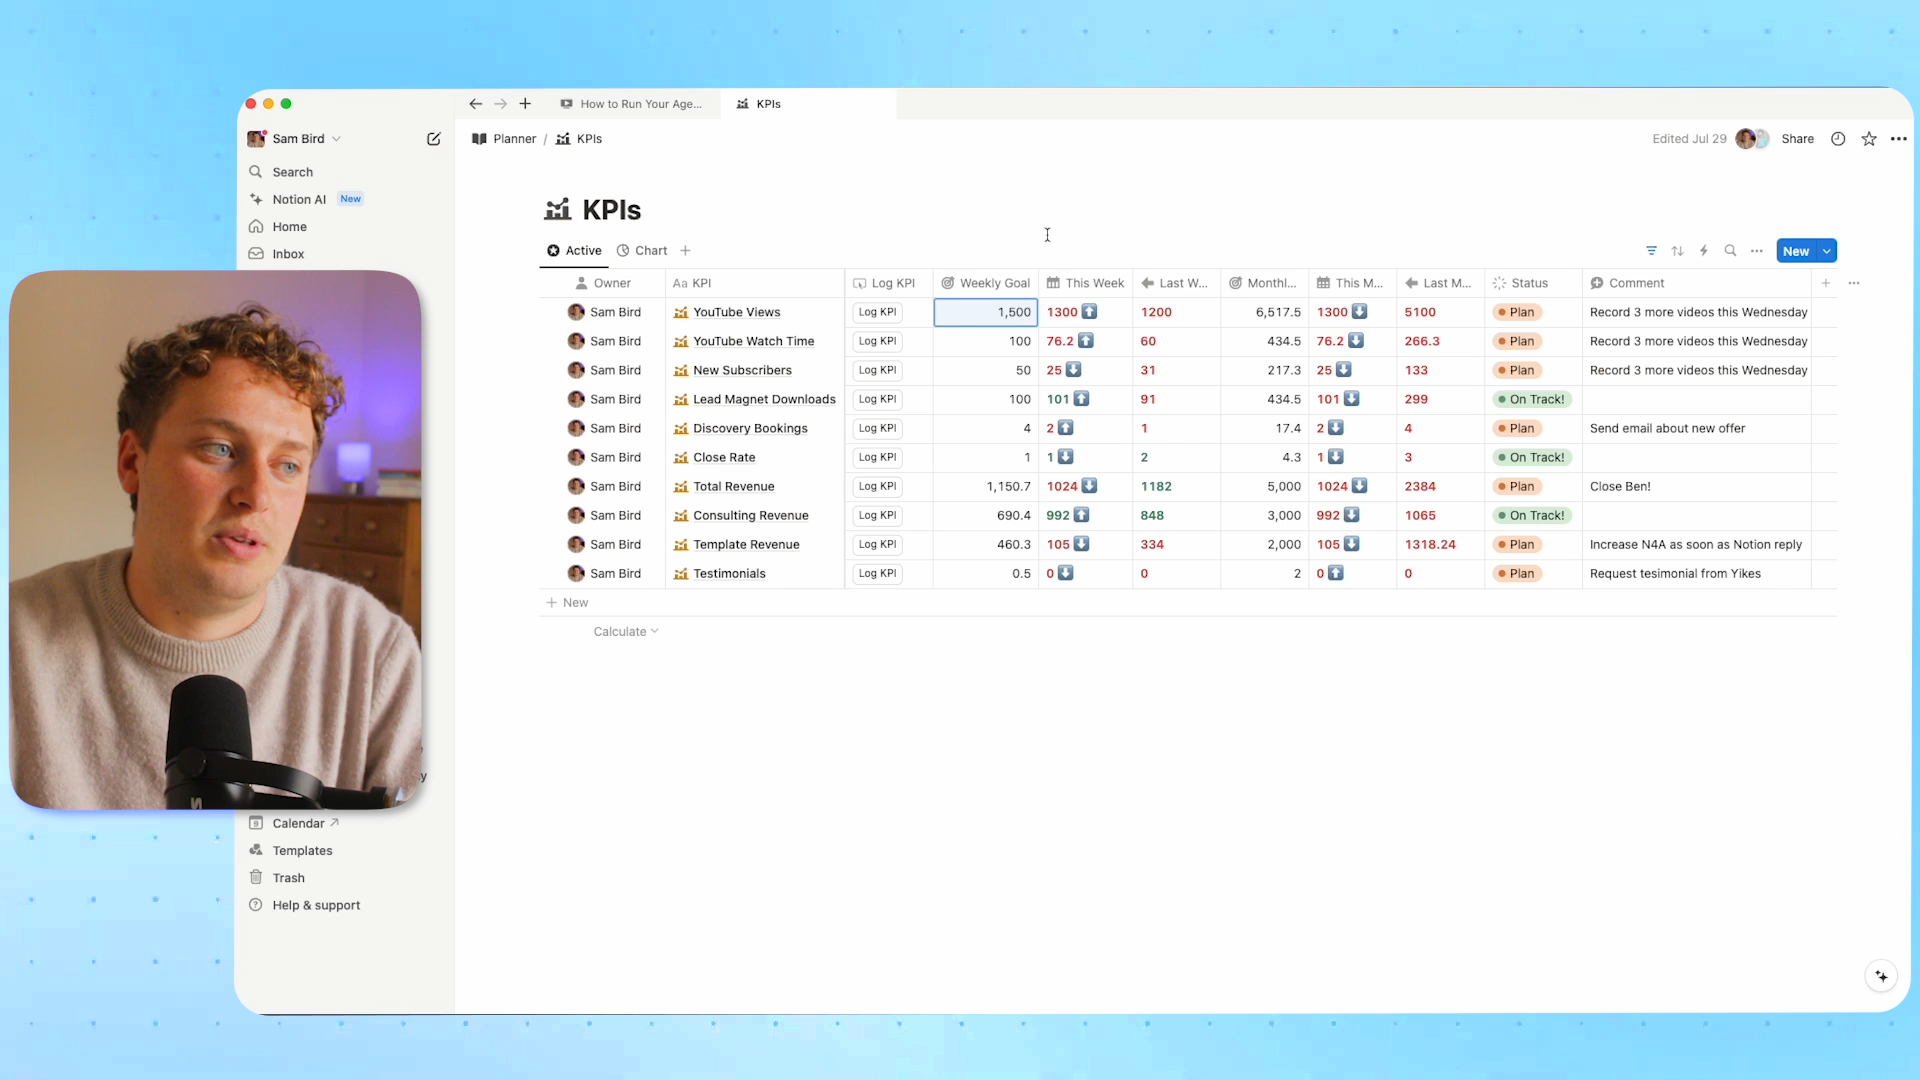 How to Run Your Age...
KPIs
Sam Bird
Planner / KPIs
Edited Jul 29
Share
Search
Notion AI New
Home
Inbox
Calendar
Templates
Trash
Help & support
KPIs
Active Chart
New
Owner Aa KPI Log KPI Weekly Goal This Week Last W... Monthl... This M... Last M... Status Comment
Sam Bird YouTube Views Log KPI 1,500 1300 1200 6,517.5 1300 5100 Plan Record 3 more videos this Wednesday
Sam Bird YouTube Watch Time Log KPI 100 76.2 60 434.5 76.2 266.3 Plan Record 3 more videos this Wednesday
Sam Bird New Subscribers Log KPI 50 25 31 217.3 25 133 Plan Record 3 more videos this Wednesday
Sam Bird Lead Magnet Downloads Log KPI 100 101 91 434.5 101 299 On Track!
Sam Bird Discovery Bookings Log KPI 4 2 1 17.4 2 4 Plan Send email about new offer
Sam Bird Close Rate Log KPI 1 1 2 4.3 1 3 On Track!
Sam Bird Total Revenue Log KPI 1,150.7 1024 1182 5,000 1024 2384 Plan Close Ben!
Sam Bird Consulting Revenue Log KPI 690.4 992 848 3,000 992 1065 On Track!
Sam Bird Template Revenue Log KPI 460.3 105 334 2,000 105 1318.24 Plan Increase N4A as soon as Notion reply
Sam Bird Testimonials Log KPI 0.5 0 0 2 0 0 Plan Request tesimonial from Yikes
New
Calculate